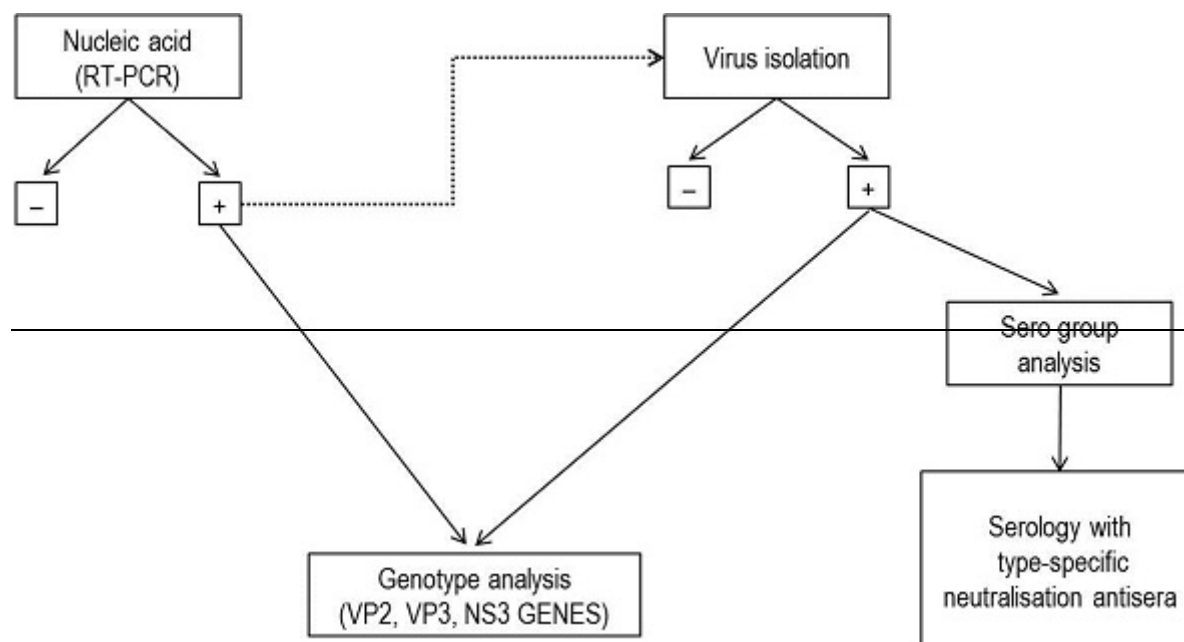 Nucleic acid
(RT-PCR)
Virus isolation
–
+
–
+
Sero group
analysis
Genotype analysis
(VP2, VP3, NS3 GENES)
Serology with
type-specific
neutralisation antisera